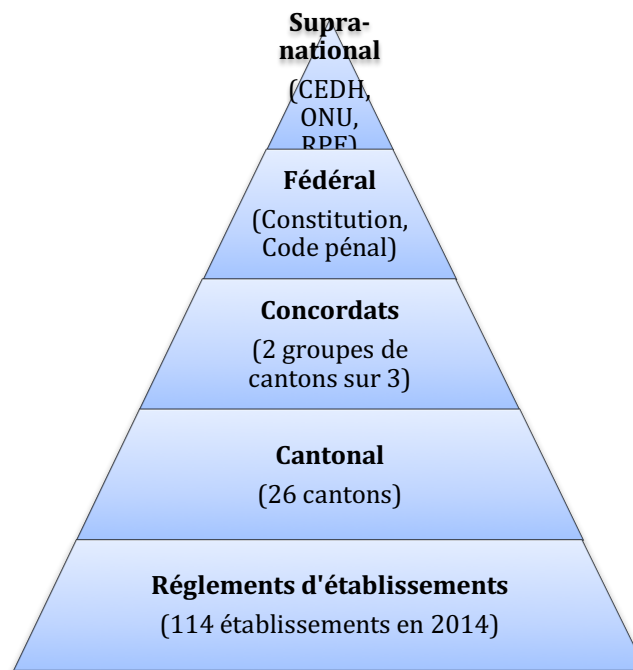 Supra-
national
(CEDH,
ONU,
RPE)
Fédéral
(Constitution,
Code pénal)
Concordats
(2 groupes de
cantons sur 3)
Cantonal
(26 cantons)
Réglements d'établissements
(114 établissements en 2014)